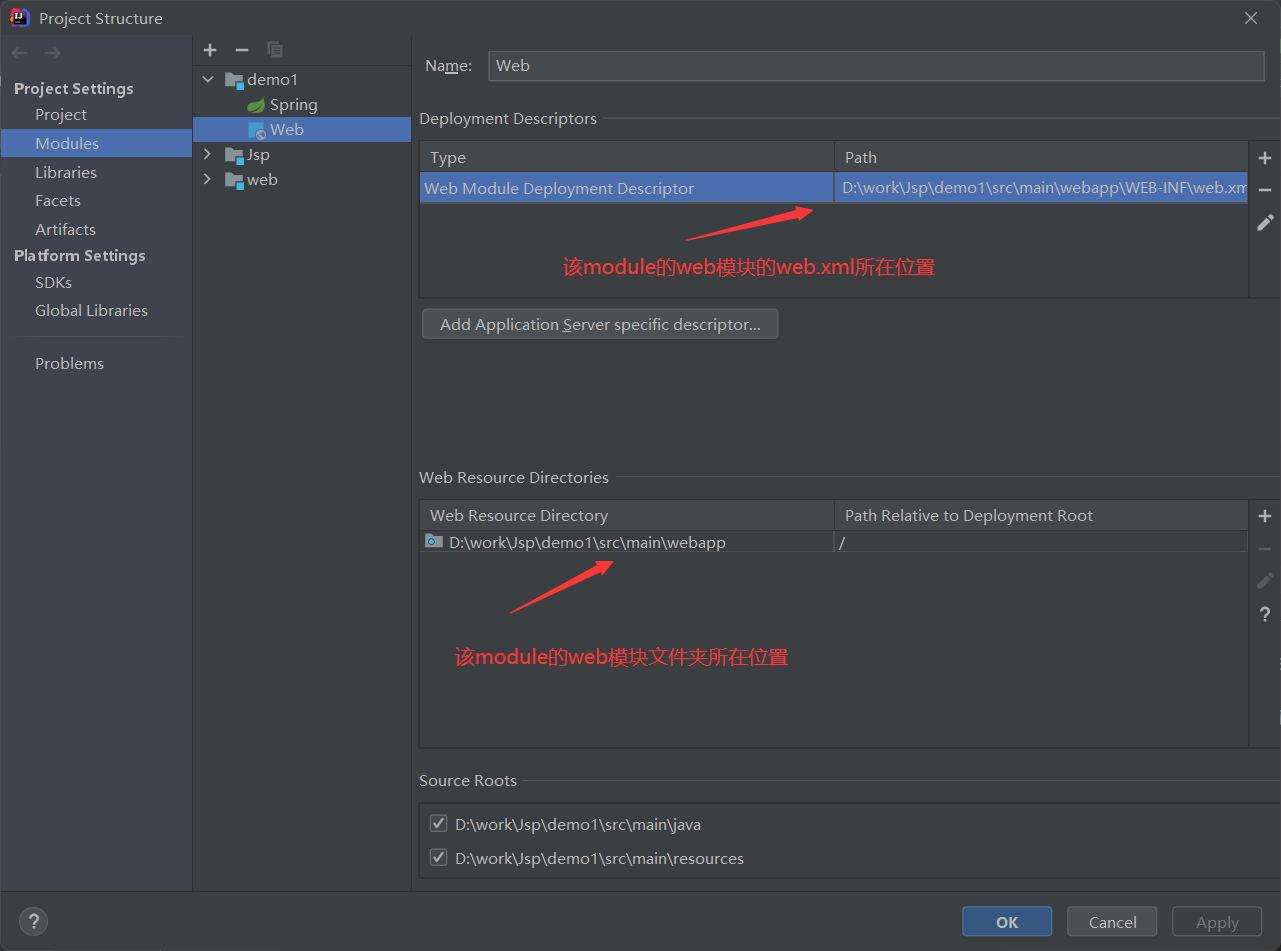 Project Structure
Project Settings
Project
Modules
Libraries
Facets
Artifacts
Platform Settings
SDKs
Global Libraries
Problems
demo1
Spring
Web
Jsp
web
Name: Web
Deployment Descriptors
Type Path
Web Module Deployment Descriptor D:\work\Jsp\demo1\src\main\webapp\WEB-INF\web.xm
该module的web模块的web.xml所在位置
Add Application Server specific descriptor...
Web Resource Directories
Web Resource Directory Path Relative to Deployment Root
D:\work\Jsp\demo1\src\main\webapp /
该module的web模块文件夹所在位置
Source Roots
D:\work\Jsp\demo1\src\main\java
D:\work\Jsp\demo1\src\main\resources
OK Cancel Apply